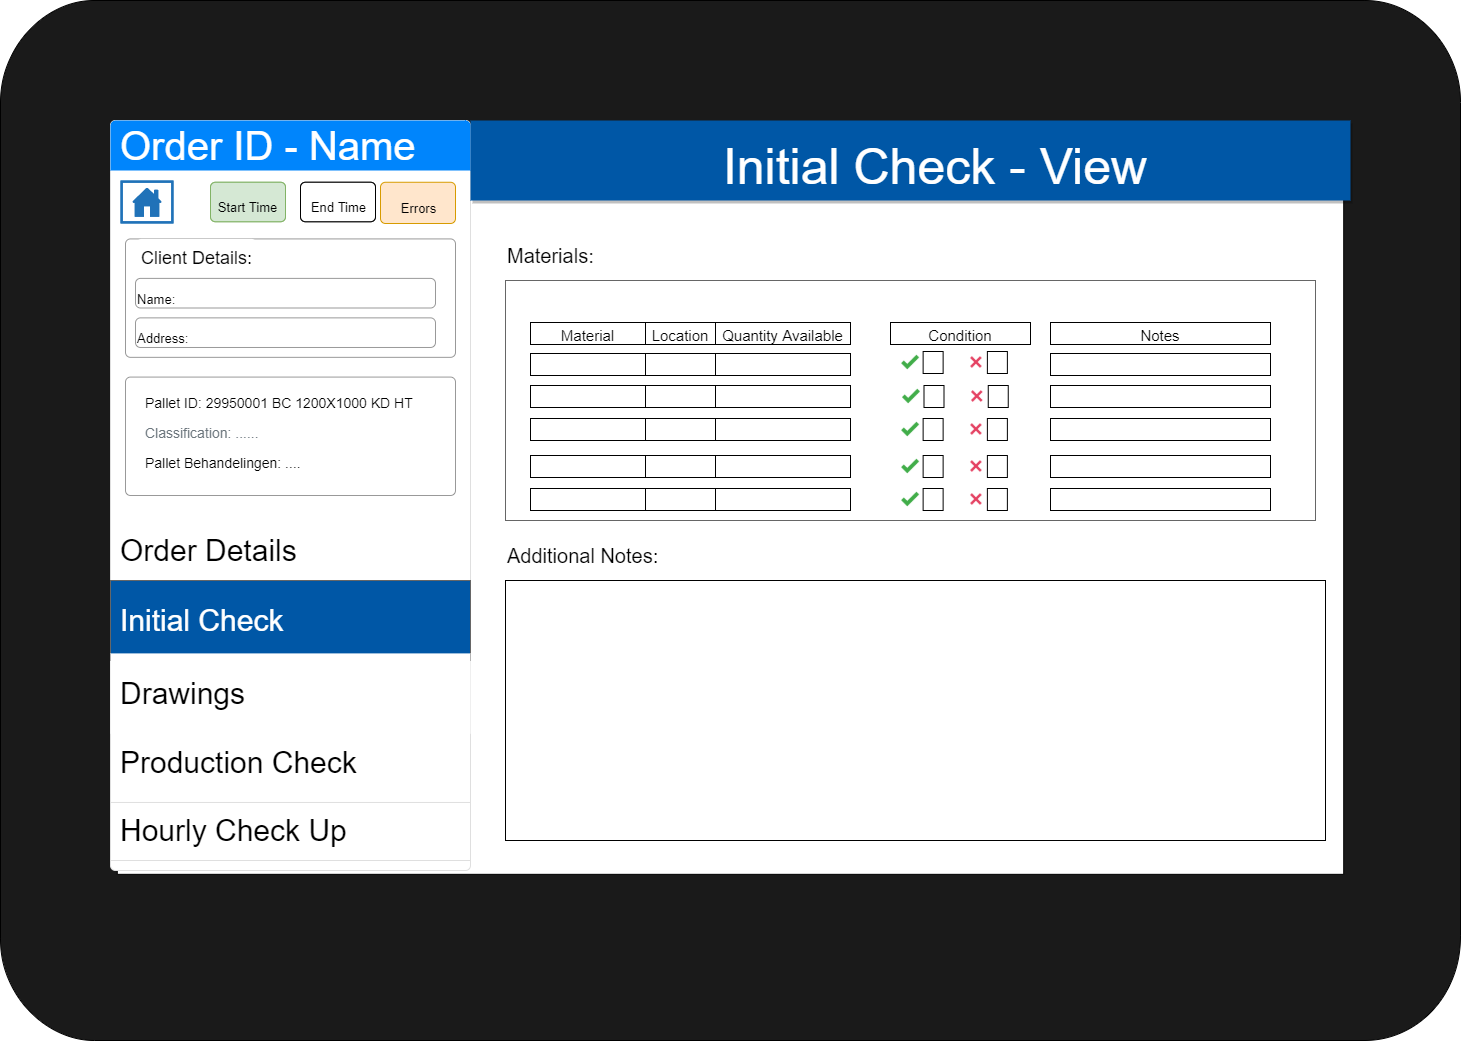 Order ID - Name
Start Time
End Time
Errors
Client Details:
Name:
Address:
Pallet ID: 29950001 BC 1200X1000 KD HT
Classification: ......
Pallet Behandelingen: ....
Order Details
Initial Check
Drawings
Production Check
Hourly Check Up
Initial Check - View
Materials:
Material Location Quantity Available Condition Notes
Additional Notes: